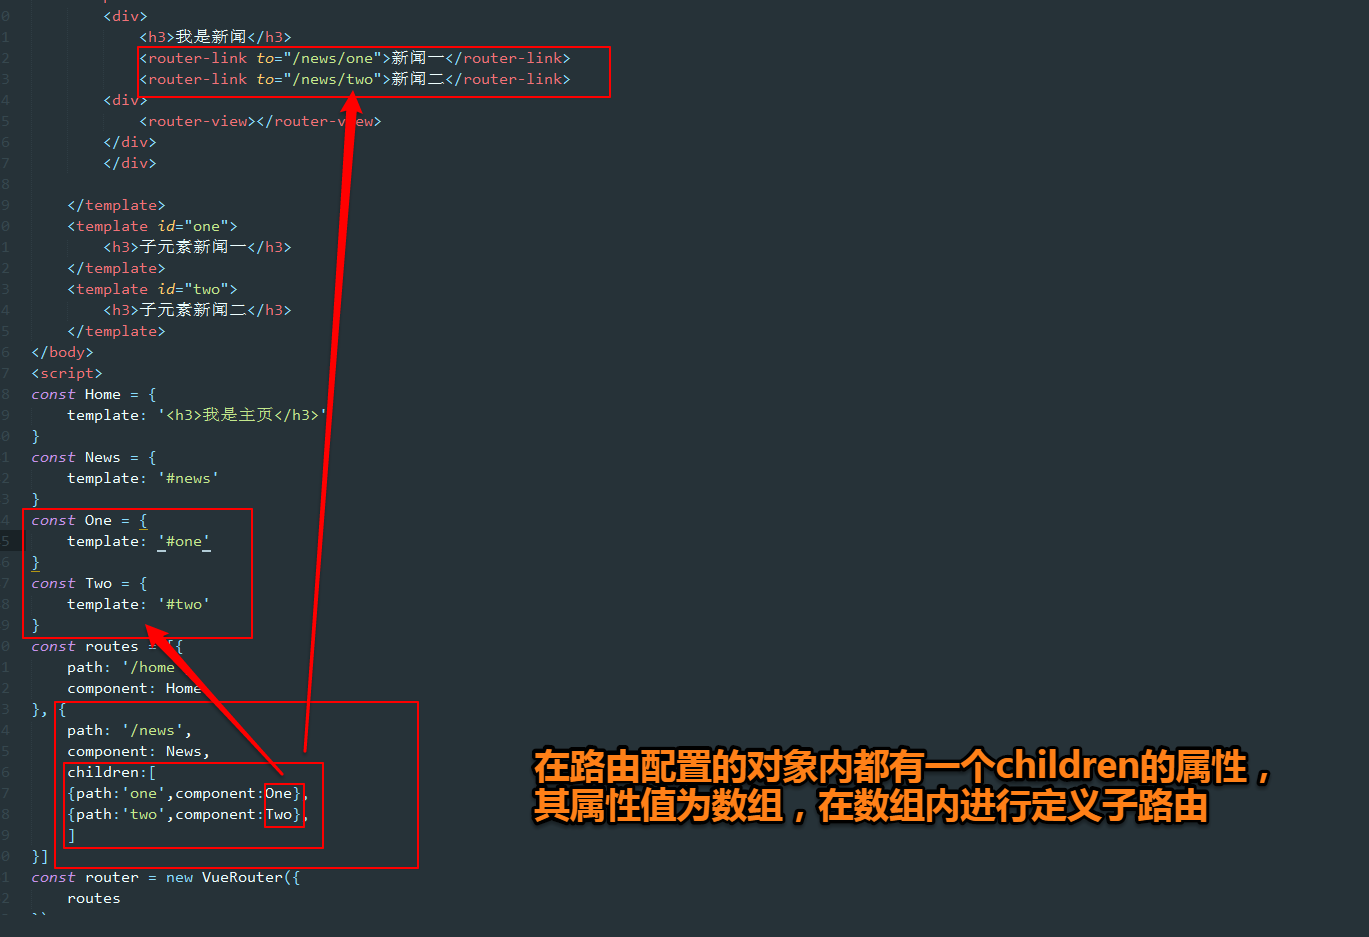 <div>
<h3>我是新闻</h3>
<router-link to="/news/one">新闻一</router-link>
<router-link to="/news/two">新闻二</router-link>
<div>
<router-view></router-view>
</div>
</div>
</template>
<template id="one">
<h3>子元素新闻一</h3>
</template>
<template id="two">
<h3>子元素新闻二</h3>
</template>
</body>
<script>
const Home = {
template: '<h3>我是主页</h3>'
}
const News = {
template: '#news'
}
const One = {
template: '#one'
}
const Two = {
template: '#two'
}
const routes = [{
path: '/home
component: Home
}, {
path: '/news',
component: News,
children:[
{path:'one',component:One},
{path:'two',component:Two},
]
}]
const router = new VueRouter({
routes
在路由配置的对象内都有一个children的属性，
其属性值为数组，在数组内进行定义子路由